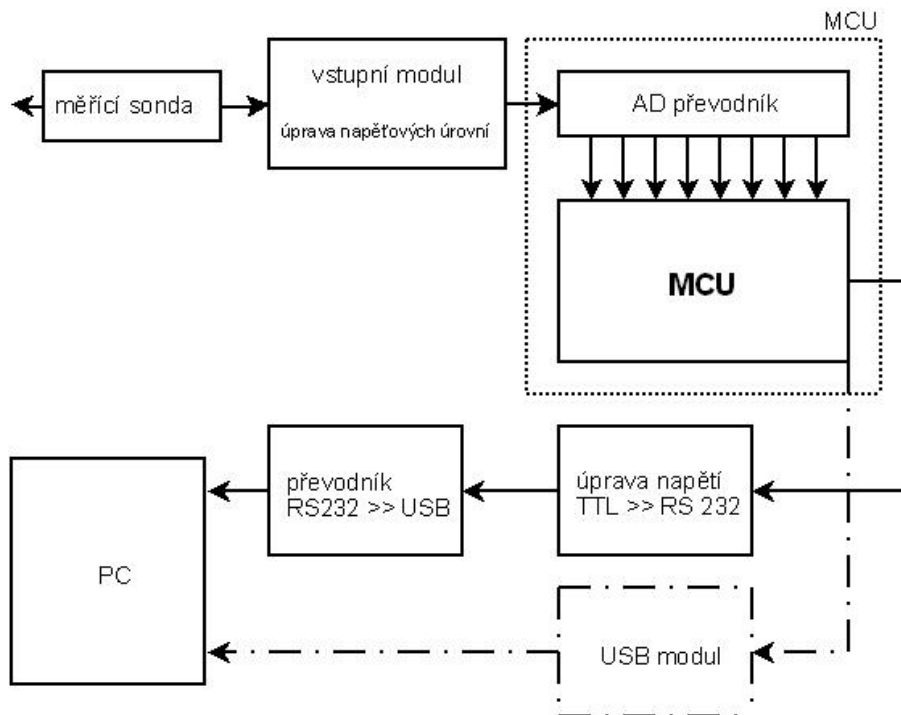 MCU
měřící sonda
vstupní modul
úprava napěťových úrovní
AD převodník
MCU
převodník
RS232 >> USB
úprava napětí
TTL >> RS 232
PC
USB modul